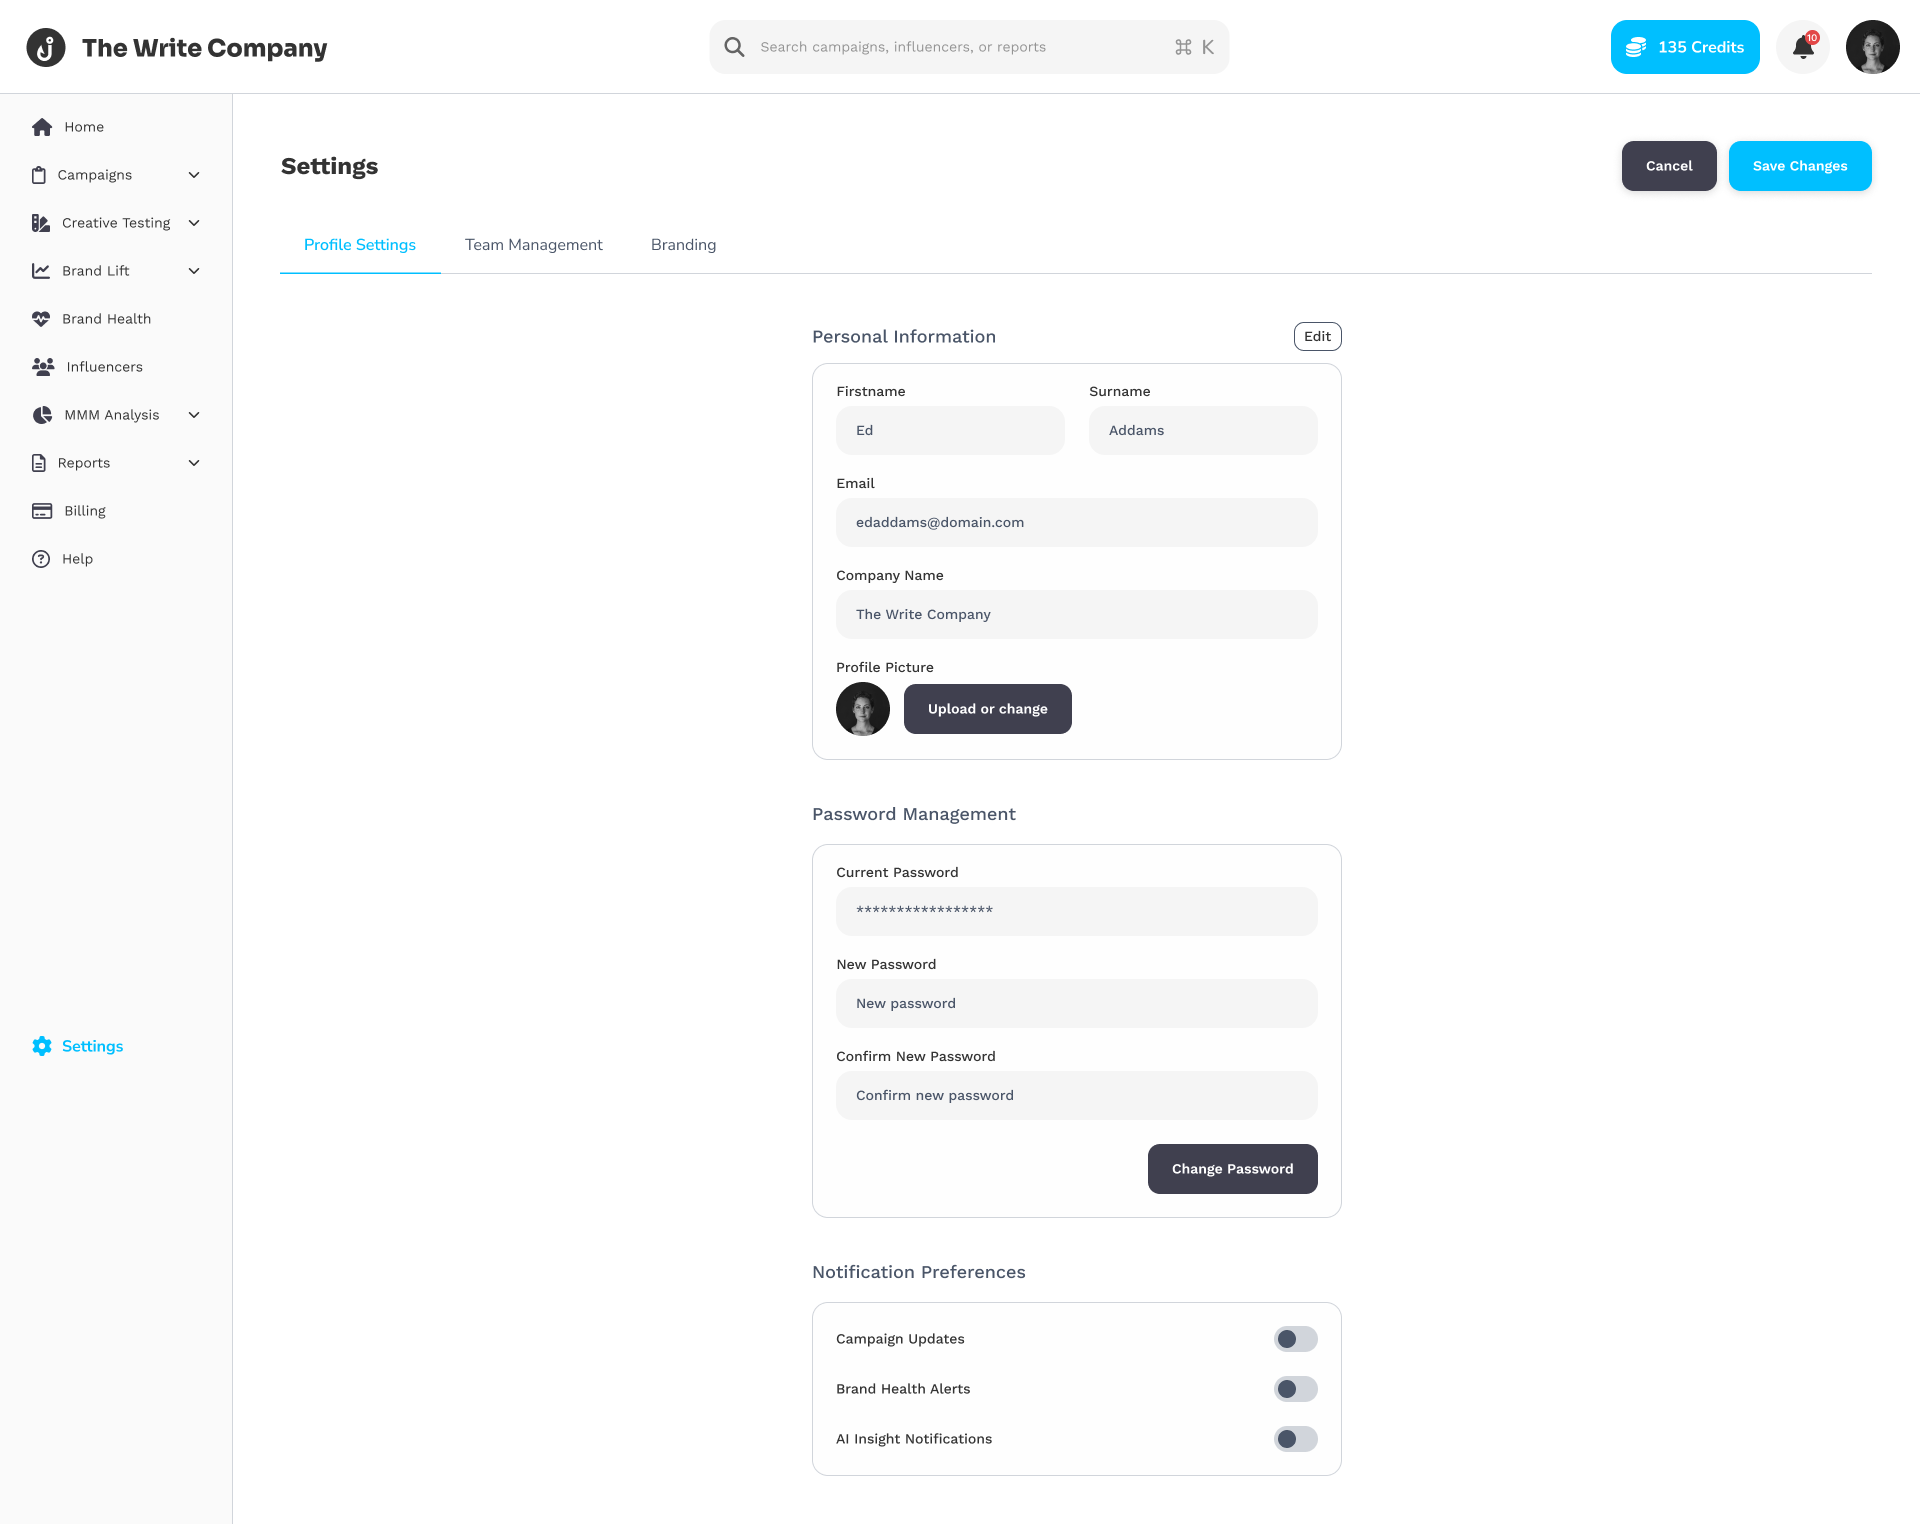 The Write Company
Search campaigns, influencers, or reports
⌘ K
135 Credits
10
Home
Campaigns
Creative Testing
Brand Lift
Brand Health
Influencers
MMM Analysis
Reports
Billing
Help
Settings
Settings
Cancel
Save Changes
Profile Settings
Team Management
Branding
Personal Information
Edit
Firstname
Surname
Ed
Addams
Email
edaddams@domain.com
Company Name
The Write Company
Profile Picture
Upload or change
Password Management
Current Password
*****************
New Password
New password
Confirm New Password
Confirm new password
Change Password
Notification Preferences
Campaign Updates
Brand Health Alerts
AI Insight Notifications